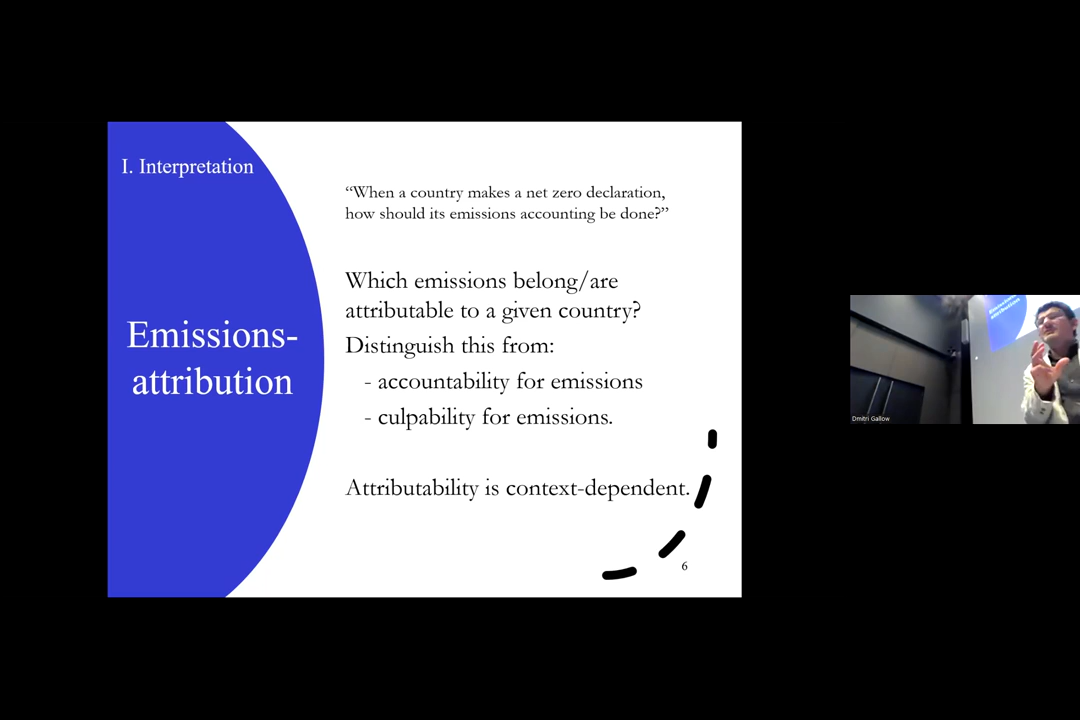 I. Interpretation
Emissions-
attribution
“When a country makes a net zero declaration,
how should its emissions accounting be done?”
Which emissions belong/are
attributable to a given country?
Distinguish this from:
- accountability for emissions
- culpability for emissions.
Attributability is context-dependent.
6
Dmitri Gallow